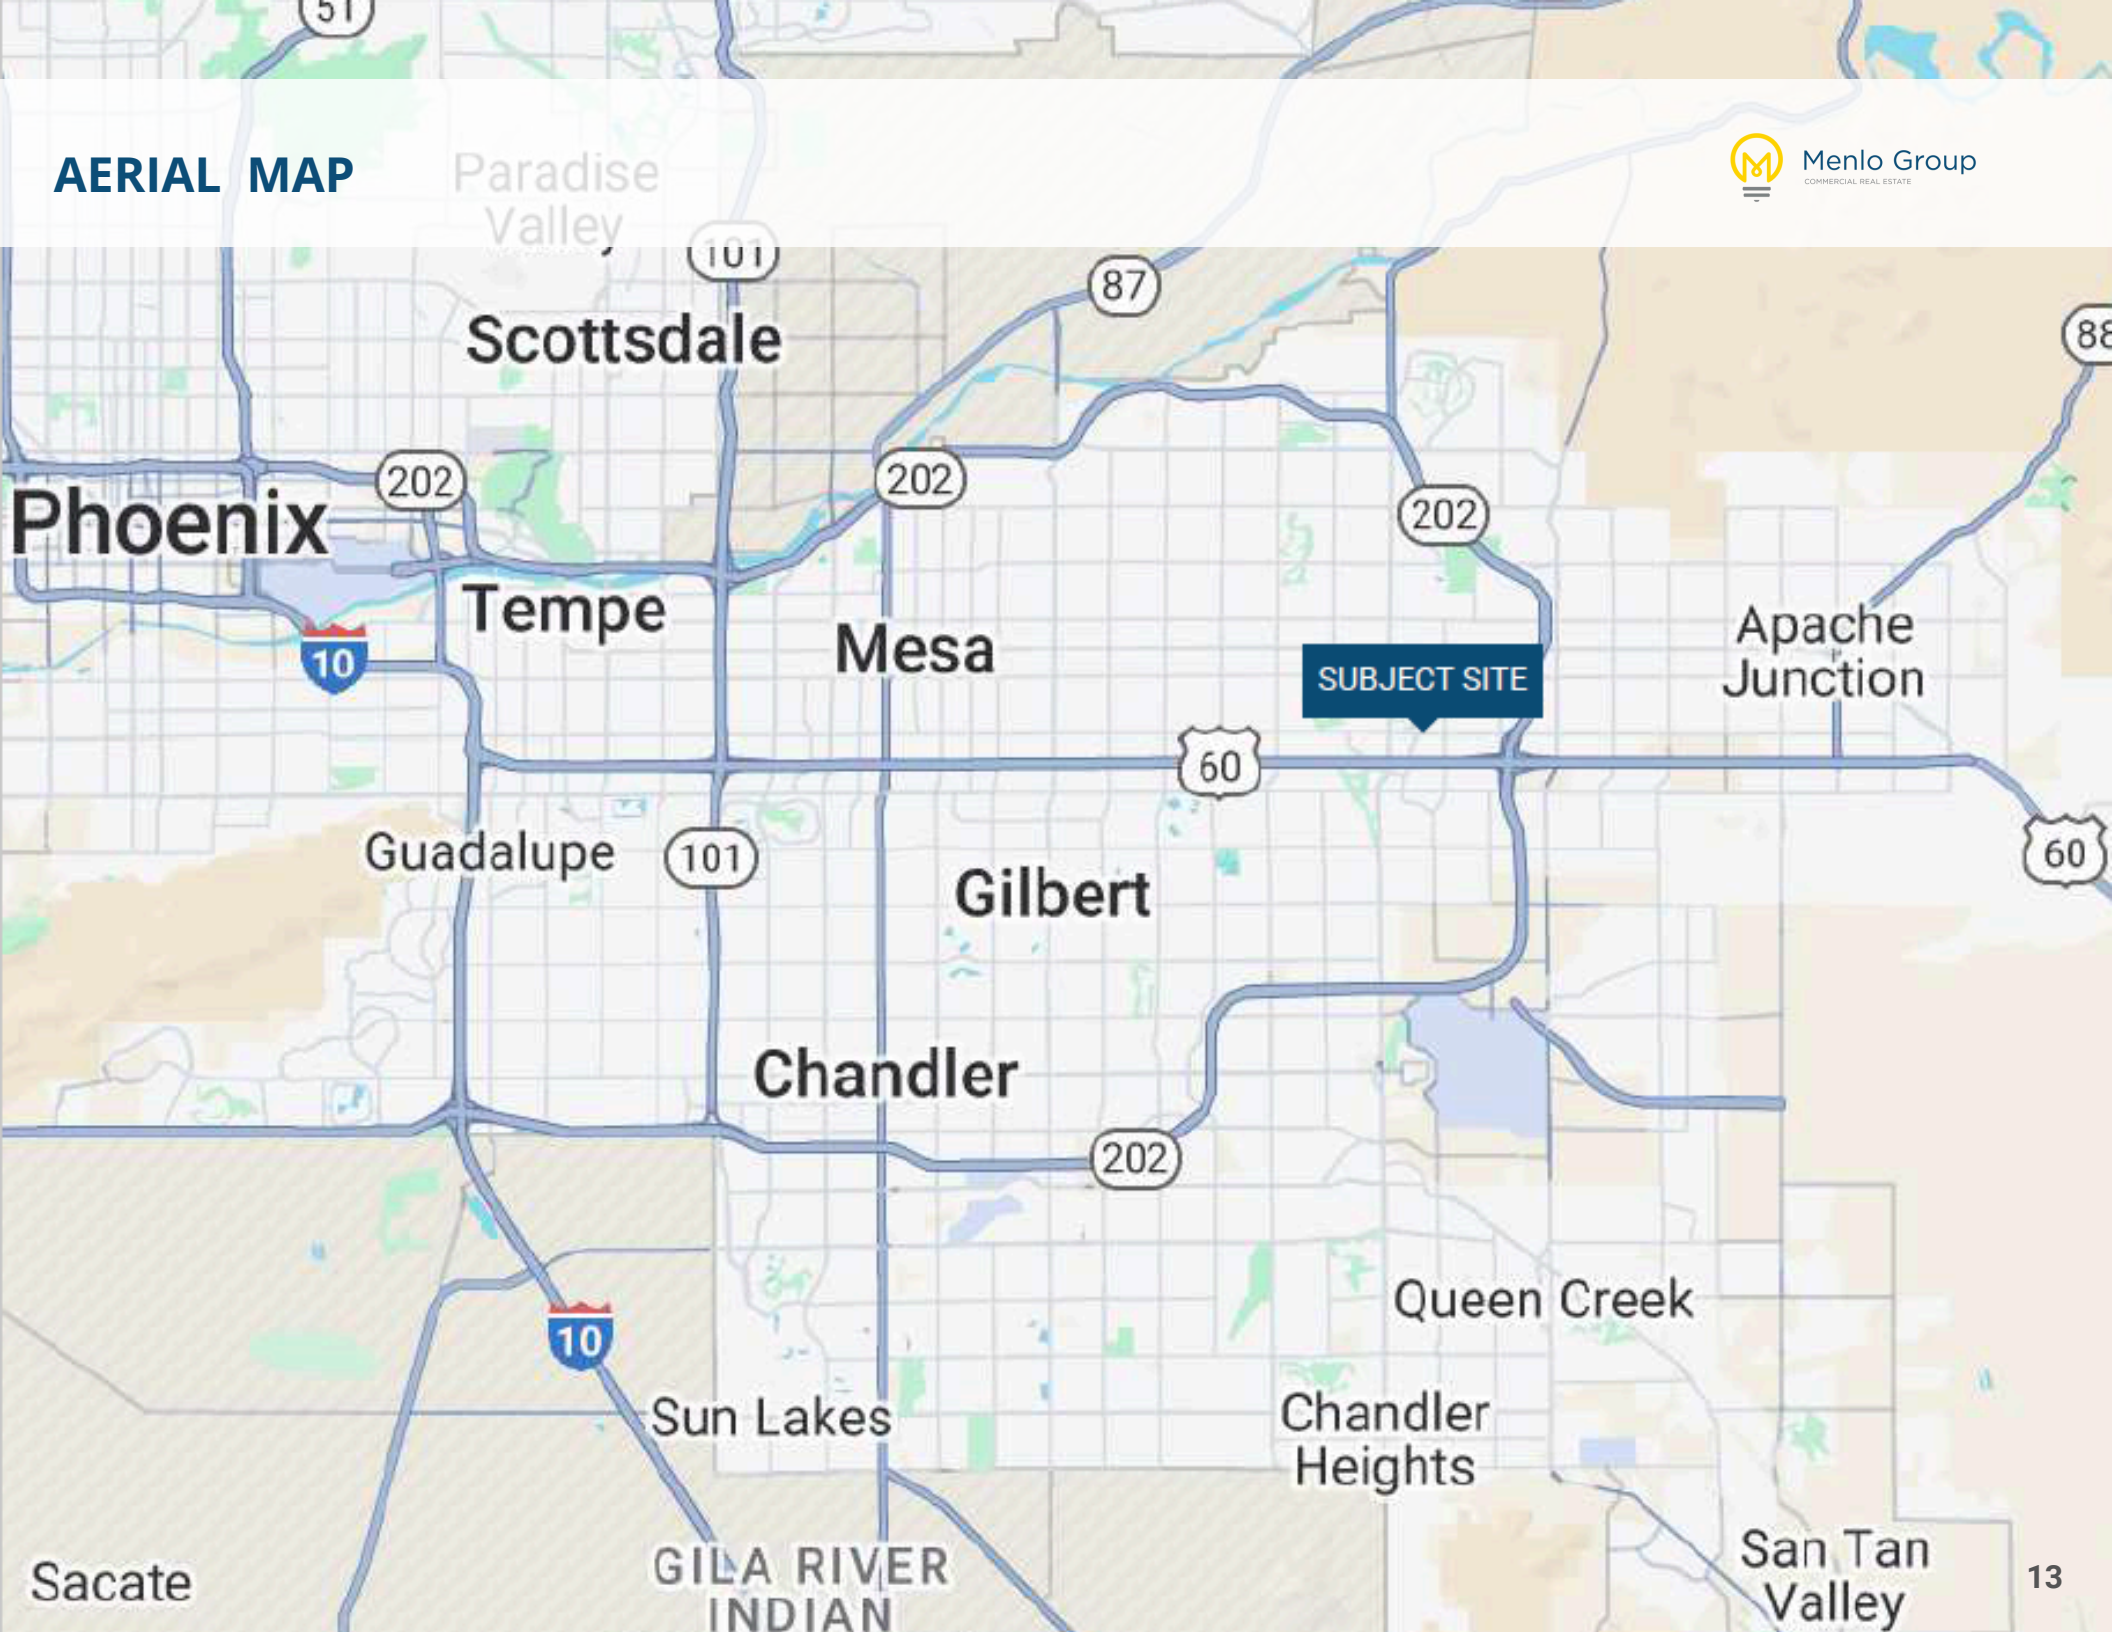 51
AERIAL MAP
Paradise
Valley
Menlo Group
COMMERCIAL REAL ESTATE
101
87
88
Scottsdale
202
202
202
Phoenix
Tempe
Mesa
10
SUBJECT SITE
Apache
Junction
60
60
Guadalupe
101
Gilbert
Chandler
202
Queen Creek
10
Sun Lakes
Chandler
Heights
San Tan
Valley
Sacate
GILA RIVER
INDIAN
13